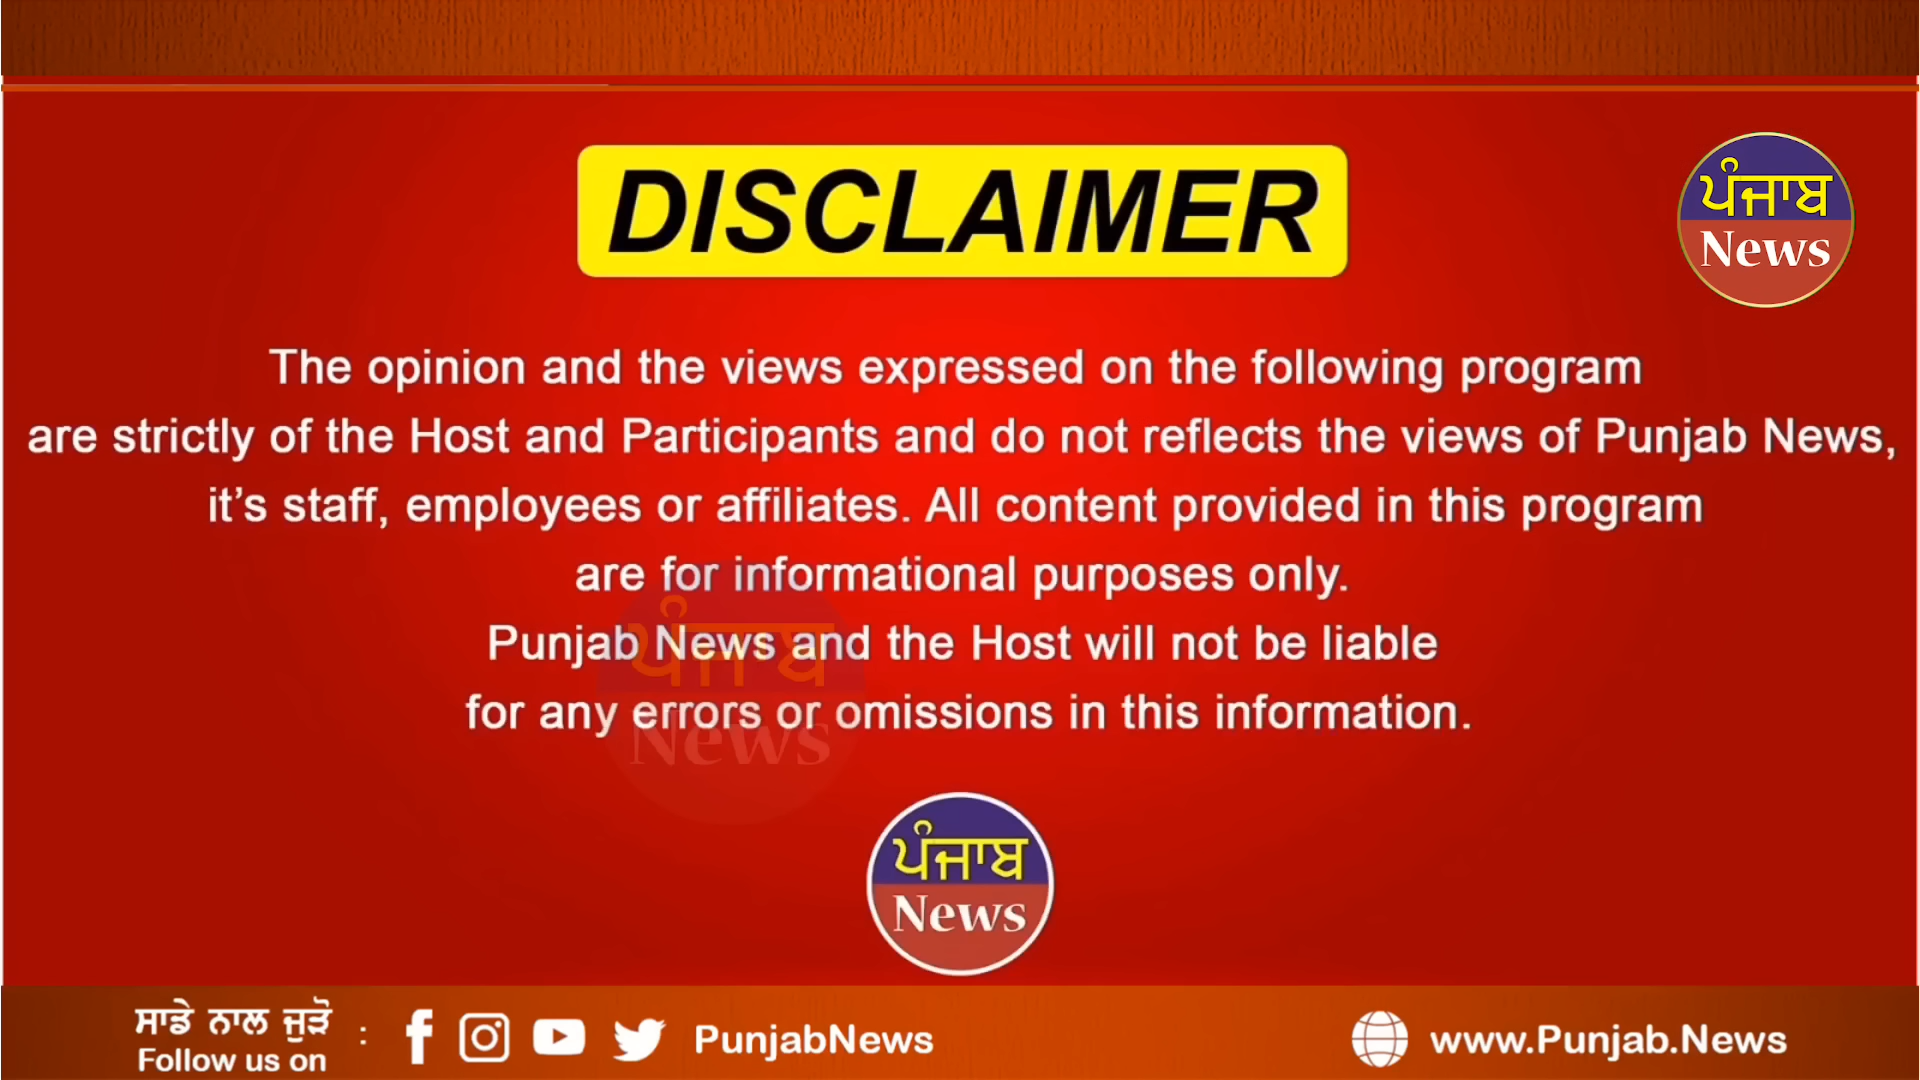 DISCLAIMER
ਪੰਜਾਬ
News
The opinion and the views expressed on the following program
are strictly of the Host and Participants and do not reflects the views of Punjab News,
it’s staff, employees or affiliates. All content provided in this program
are for informational purposes only.
Punjab News and the Host will not be liable
for any errors or omissions in this information.
ਪੰਜਾਬ
News
ਪੰਜਾਬ
News
ਸਾਡੇ ਨਾਲ ਜੁੜੋ :
Follow us on
PunjabNews
www.Punjab.News